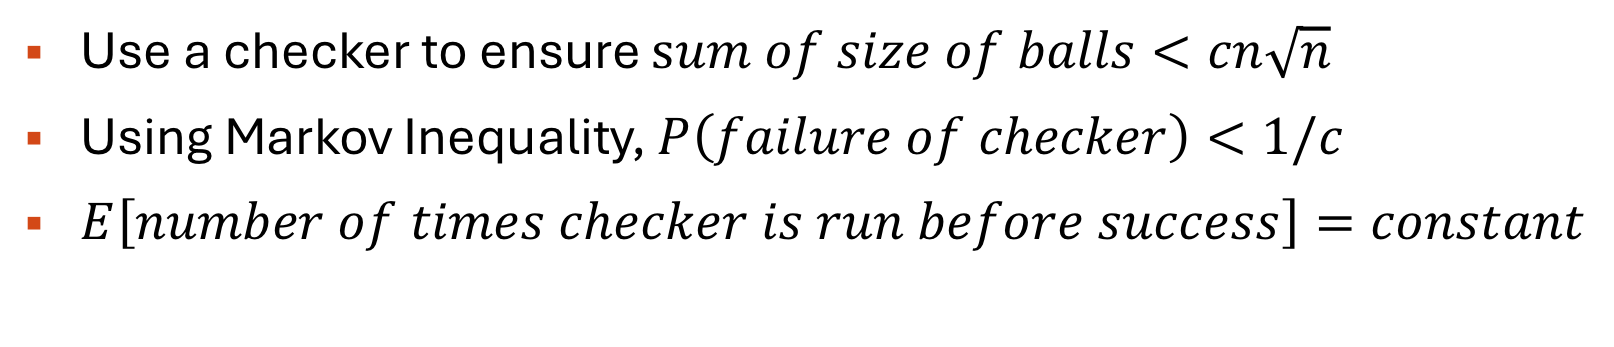 ▪ Use a checker to ensure sum of size of balls < cn√n
▪ Using Markov Inequality, P(failure of checker) < 1/c
▪ E[number of times checker is run before success] = constant